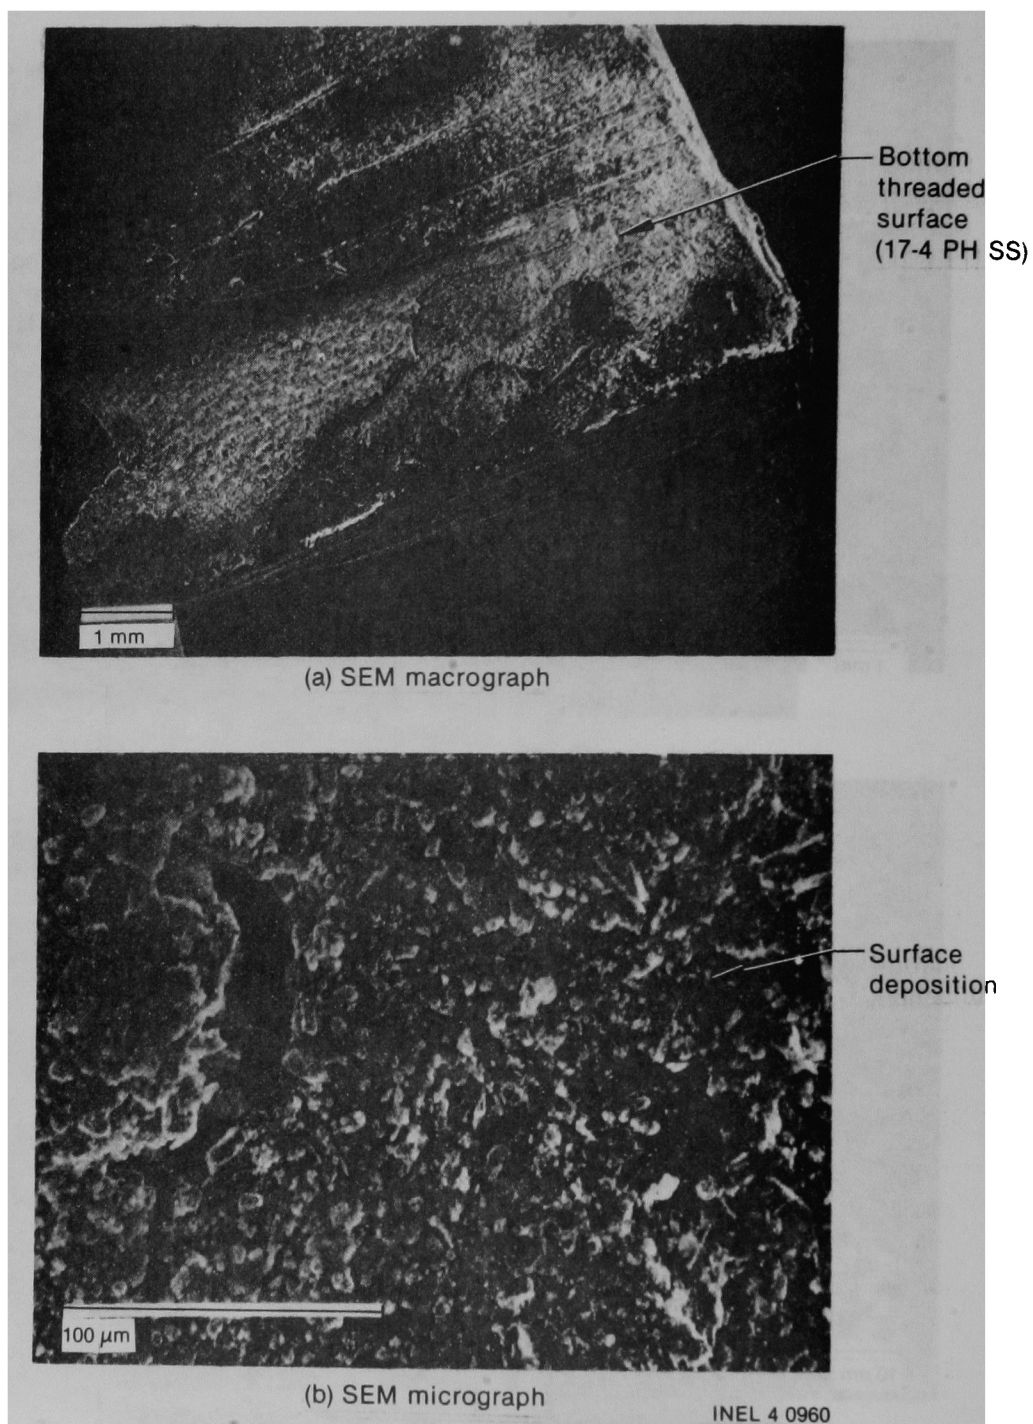 Bottom
threaded
surface
(17-4 PH SS)
1 mm
(a) SEM macrograph
Surface
deposition
100 μm
(b) SEM micrograph
INEL 4 0960